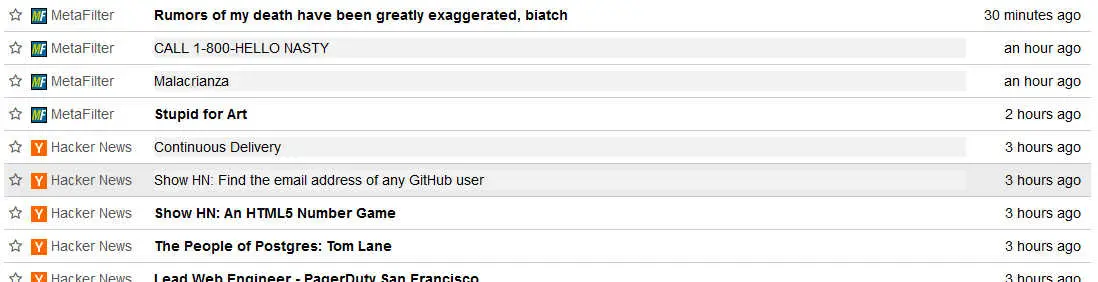 MF MetaFilter Rumors of my death have been greatly exaggerated, biatch 30 minutes ago
MF MetaFilter CALL 1-800-HELLO NASTY an hour ago
MF MetaFilter Malacrianza an hour ago
MF MetaFilter Stupid for Art 2 hours ago
Y Hacker News Continuous Delivery 3 hours ago
Y Hacker News Show HN: Find the email address of any GitHub user 3 hours ago
Y Hacker News Show HN: An HTML5 Number Game 3 hours ago
Y Hacker News The People of Postgres: Tom Lane 3 hours ago
Y Hacker News Lead Web Engineer - PagerDuty San Francisco 3 hours ago